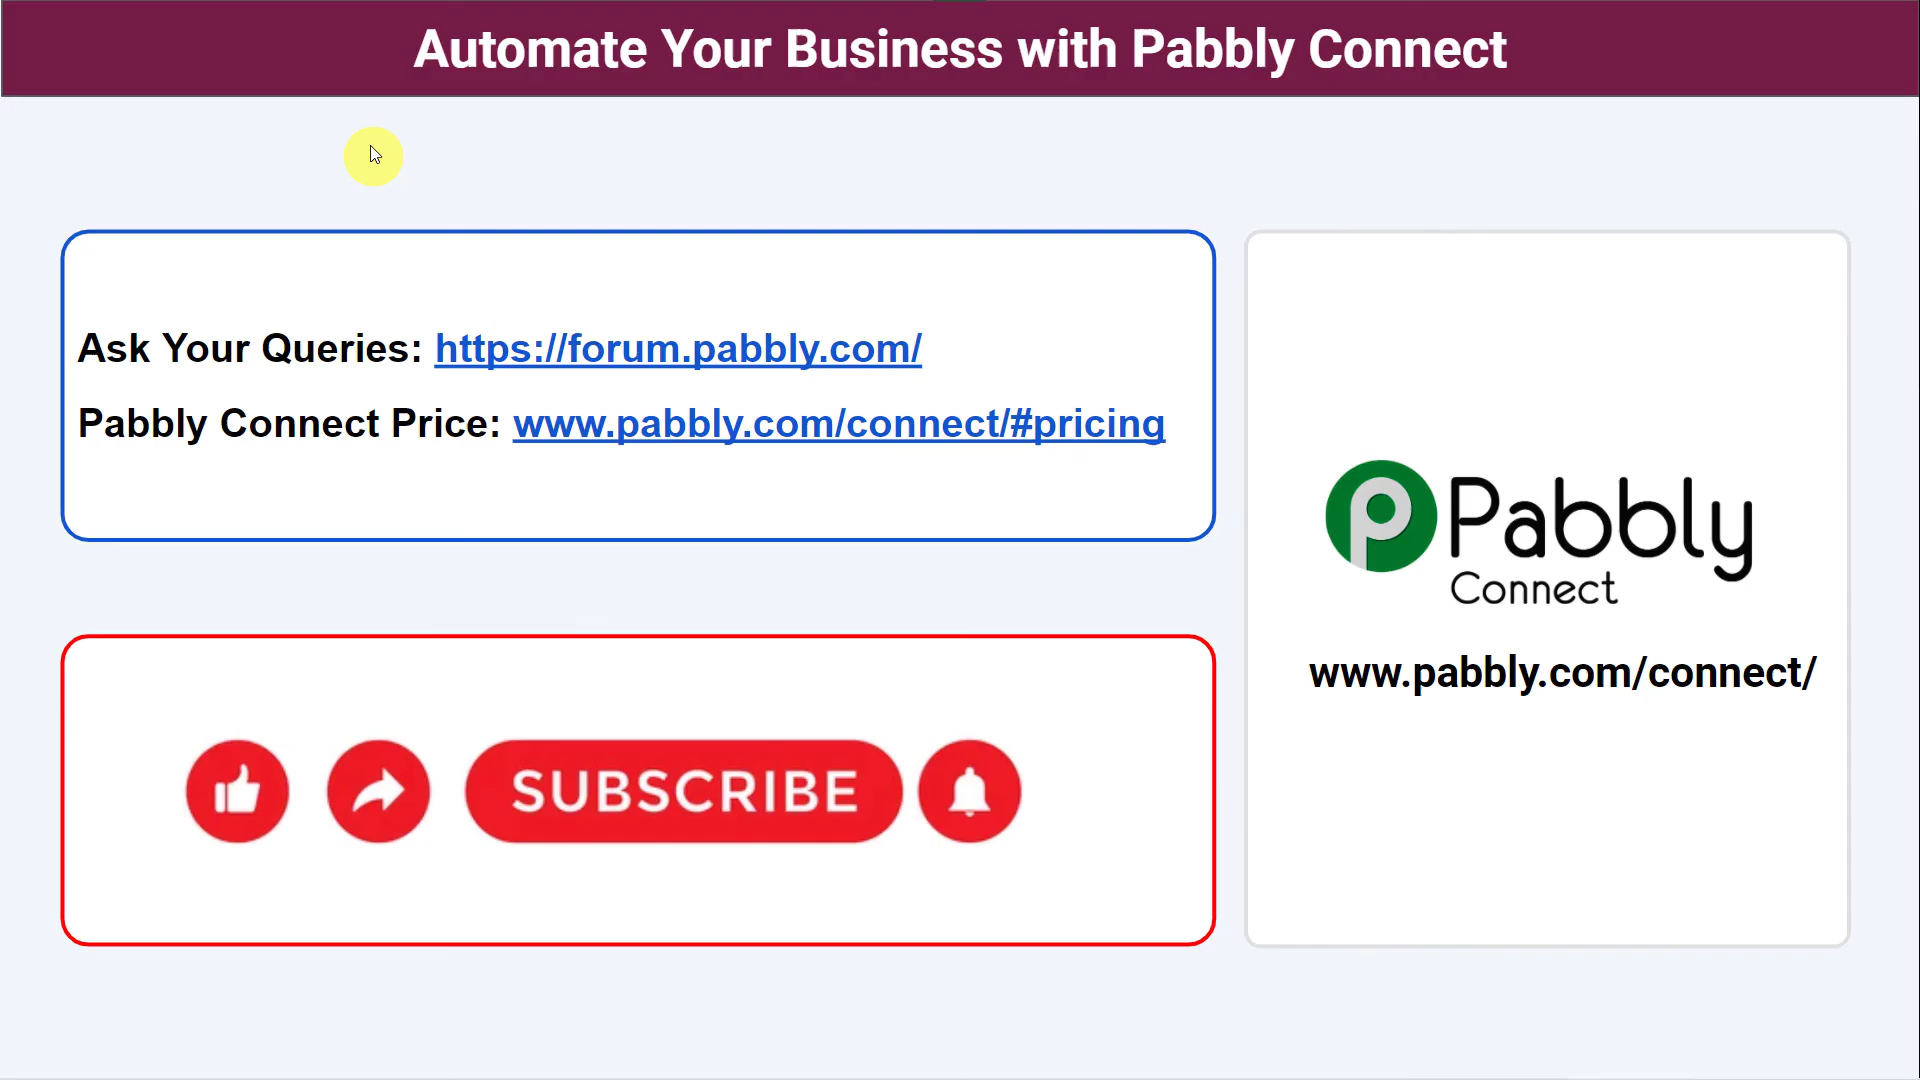 Automate Your Business with Pabbly Connect
Ask Your Queries: https://forum.pabbly.com/
Pabbly Connect Price: www.pabbly.com/connect/#pricing
SUBSCRIBE
Pabbly
Connect
www.pabbly.com/connect/